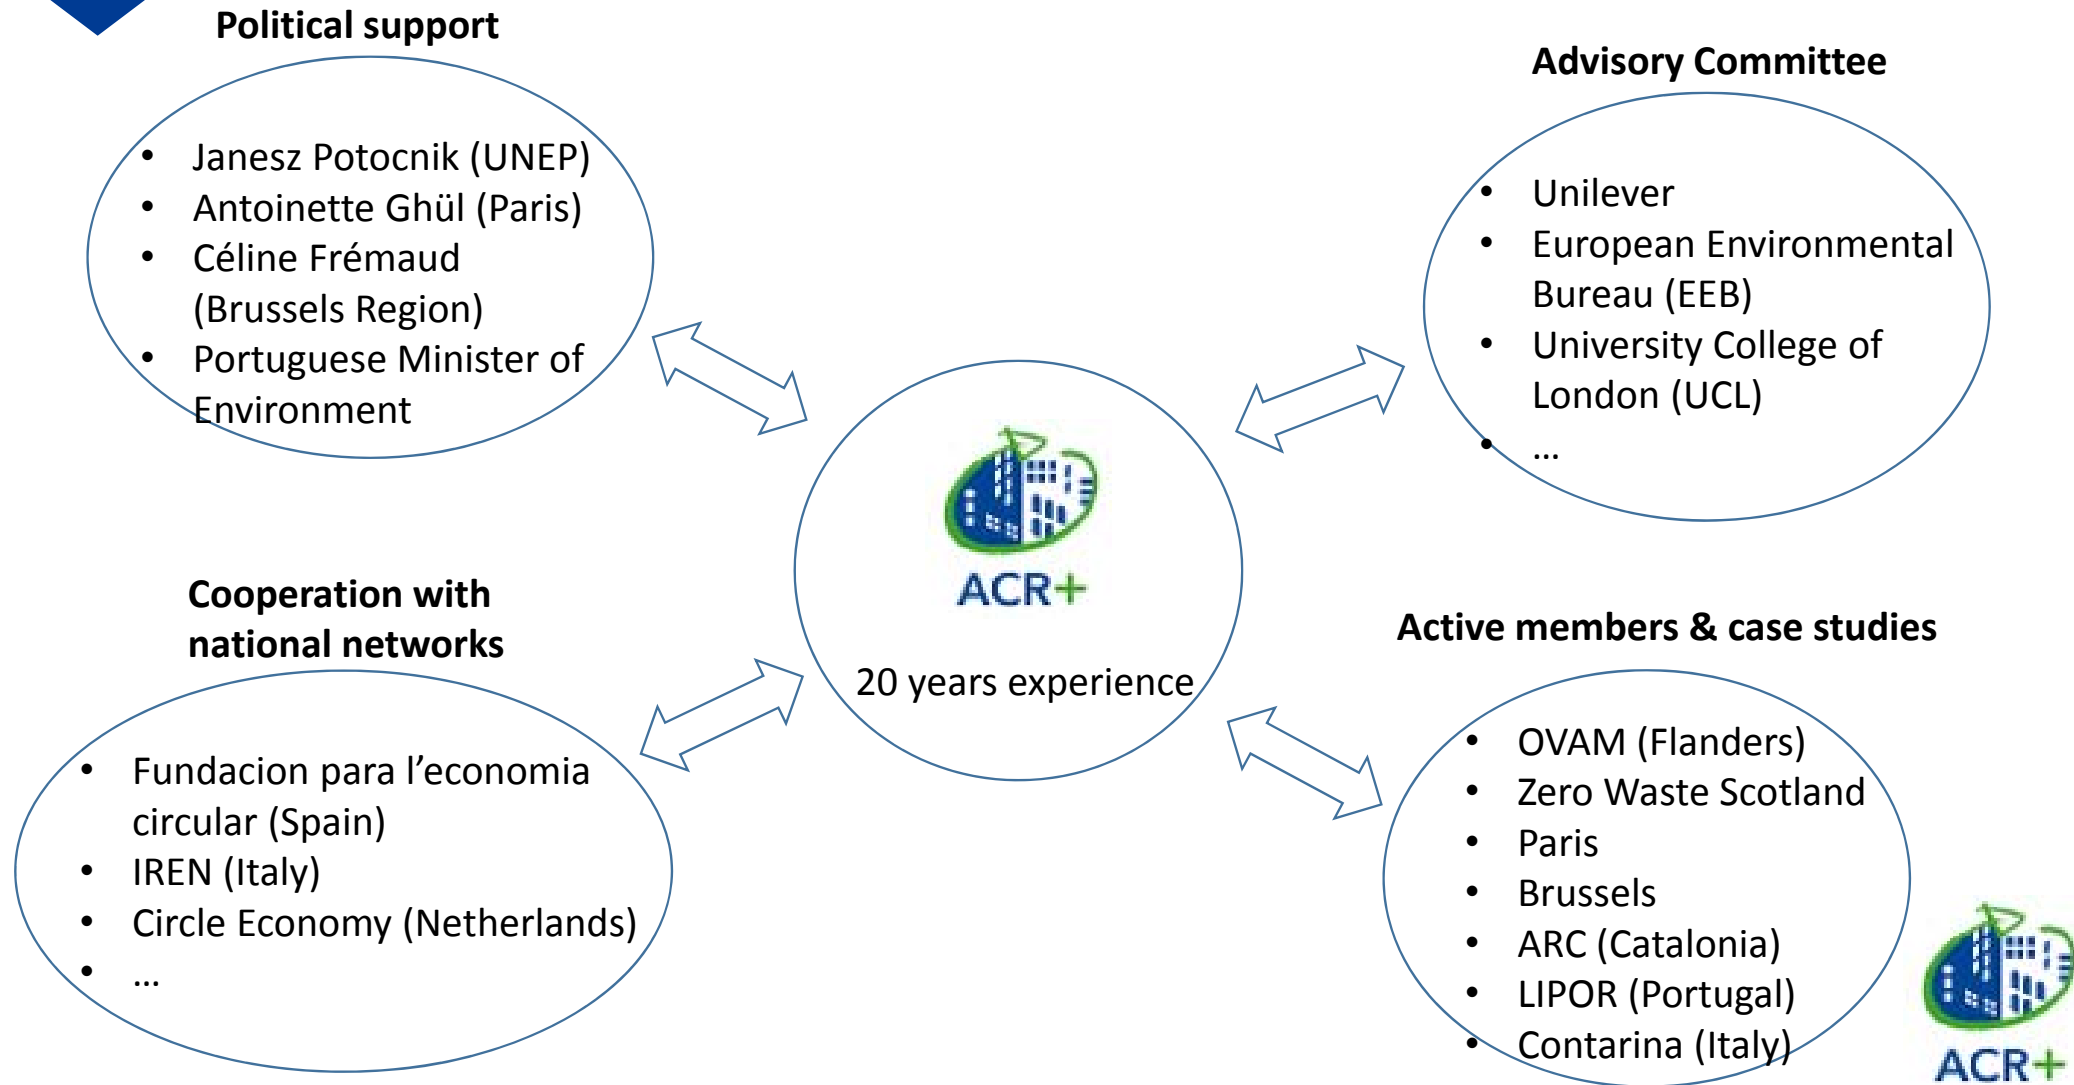 Political support
• Janesz Potocnik (UNEP)
• Antoinette Ghül (Paris)
• Céline Frémaud
(Brussels Region)
• Portuguese Minister of
Environment
Advisory Committee
• Unilever
• European Environmental
Bureau (EEB)
• University College of
London (UCL)
• ...
ACR+
20 years experience
Cooperation with
national networks
• Fundacion para l’economia
circular (Spain)
• IREN (Italy)
• Circle Economy (Netherlands)
• ...
Active members & case studies
• OVAM (Flanders)
• Zero Waste Scotland
• Paris
• Brussels
• ARC (Catalonia)
• LIPOR (Portugal)
• Contarina (Italy)
ACR+